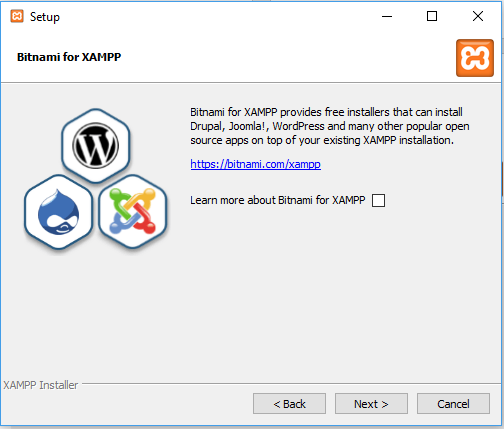 Setup
Bitnami for XAMPP
Bitnami for XAMPP provides free installers that can install
Drupal, Joomla!, WordPress and many other popular open
source apps on top of your existing XAMPP installation.
https://bitnami.com/xampp
Learn more about Bitnami for XAMPP
XAMPP Installer
< Back
Next >
Cancel